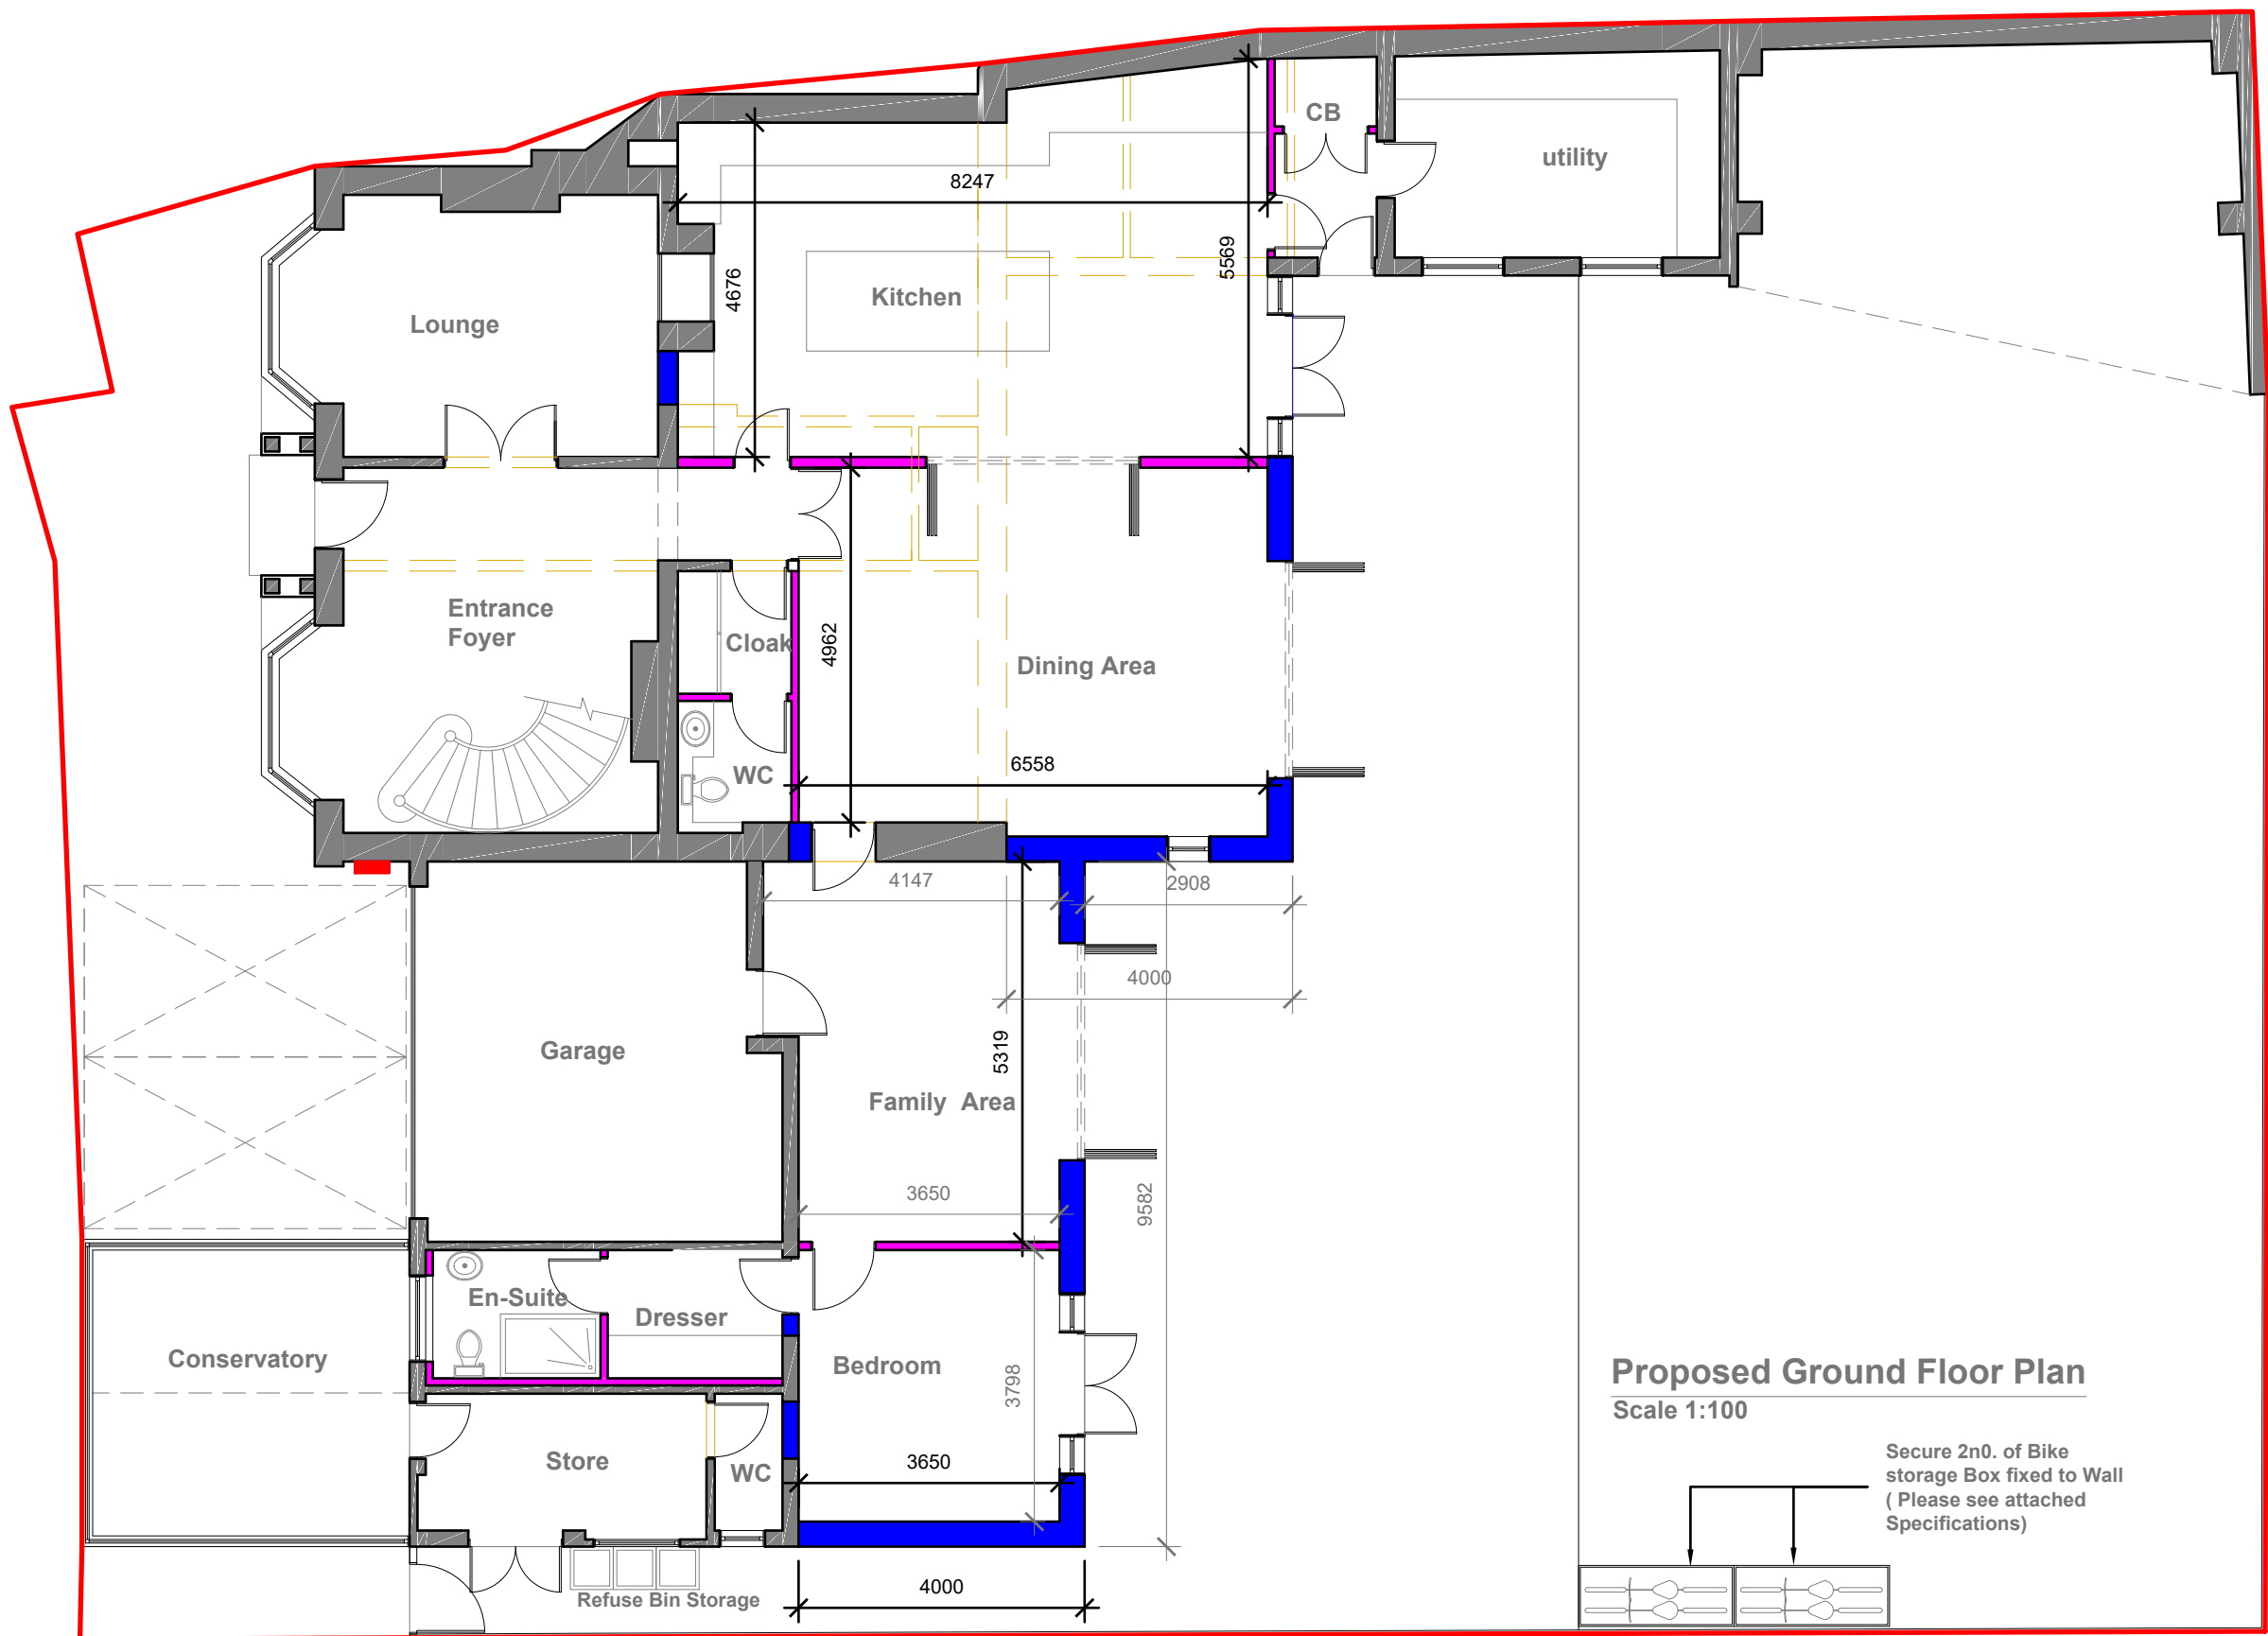 CB
utility
8247
5569
4676
Kitchen
Lounge
Entrance
Foyer
Cloak
4962
Dining Area
6558
WC
4147
2908
4000
Garage
5319
Family Area
3650
9582
En-Suite
Dresser
Conservatory
Bedroom
3798
Proposed Ground Floor Plan
Scale 1:100
Store
WC
3650
Secure 2n0. of Bike
storage Box fixed to Wall
( Please see attached
Specifications)
4000
Refuse Bin Storage